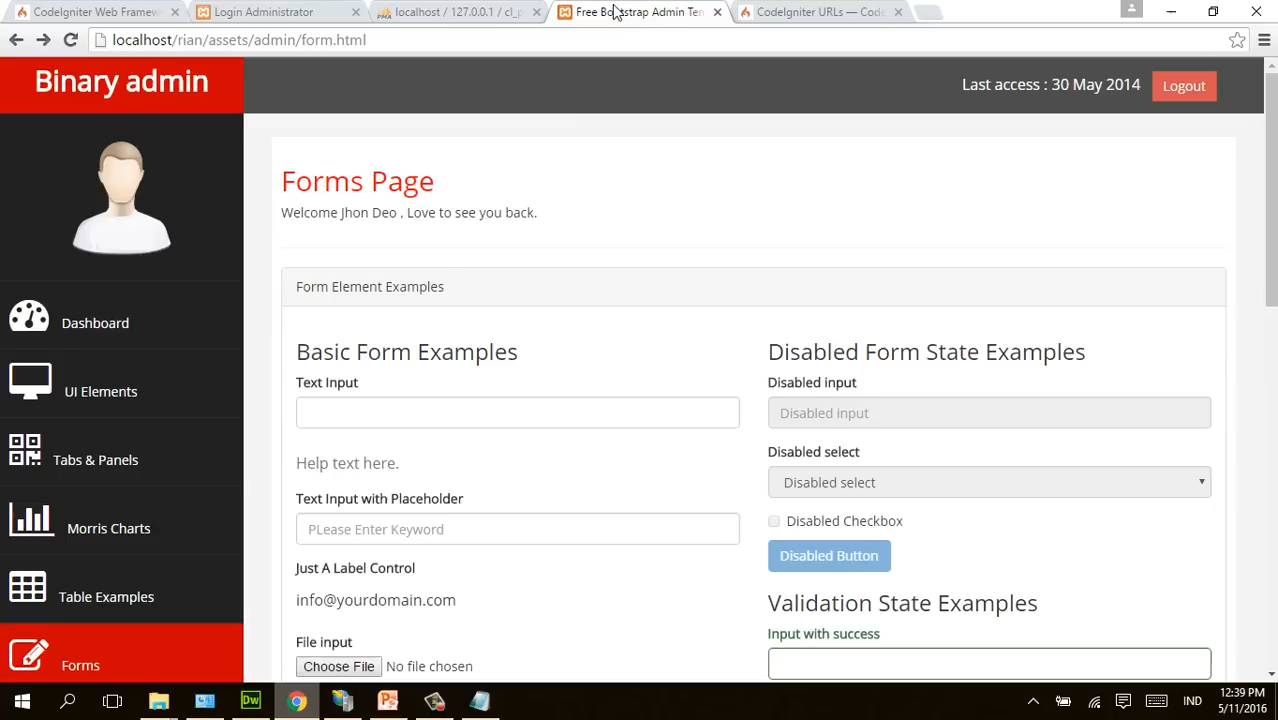 CodeIgniter Web Framew
Login Administrator
localhost / 127.0.0.1 / ci_p
Free Bootstrap Admin Ten
CodeIgniter URLs — Code
localhost/rian/assets/admin/form.html
Binary admin
Last access : 30 May 2014
Logout
Forms Page
Welcome Jhon Deo , Love to see you back.
Form Element Examples
Basic Form Examples
Text Input
Help text here.
Text Input with Placeholder
PLease Enter Keyword
Just A Label Control
info@yourdomain.com
File input
Choose File No file chosen
Disabled Form State Examples
Disabled input
Disabled input
Disabled select
Disabled select
Disabled Checkbox
Disabled Button
Validation State Examples
Input with success
Dashboard
UI Elements
Tabs & Panels
Morris Charts
Table Examples
Forms
Dw
IND
12:39 PM
5/11/2016